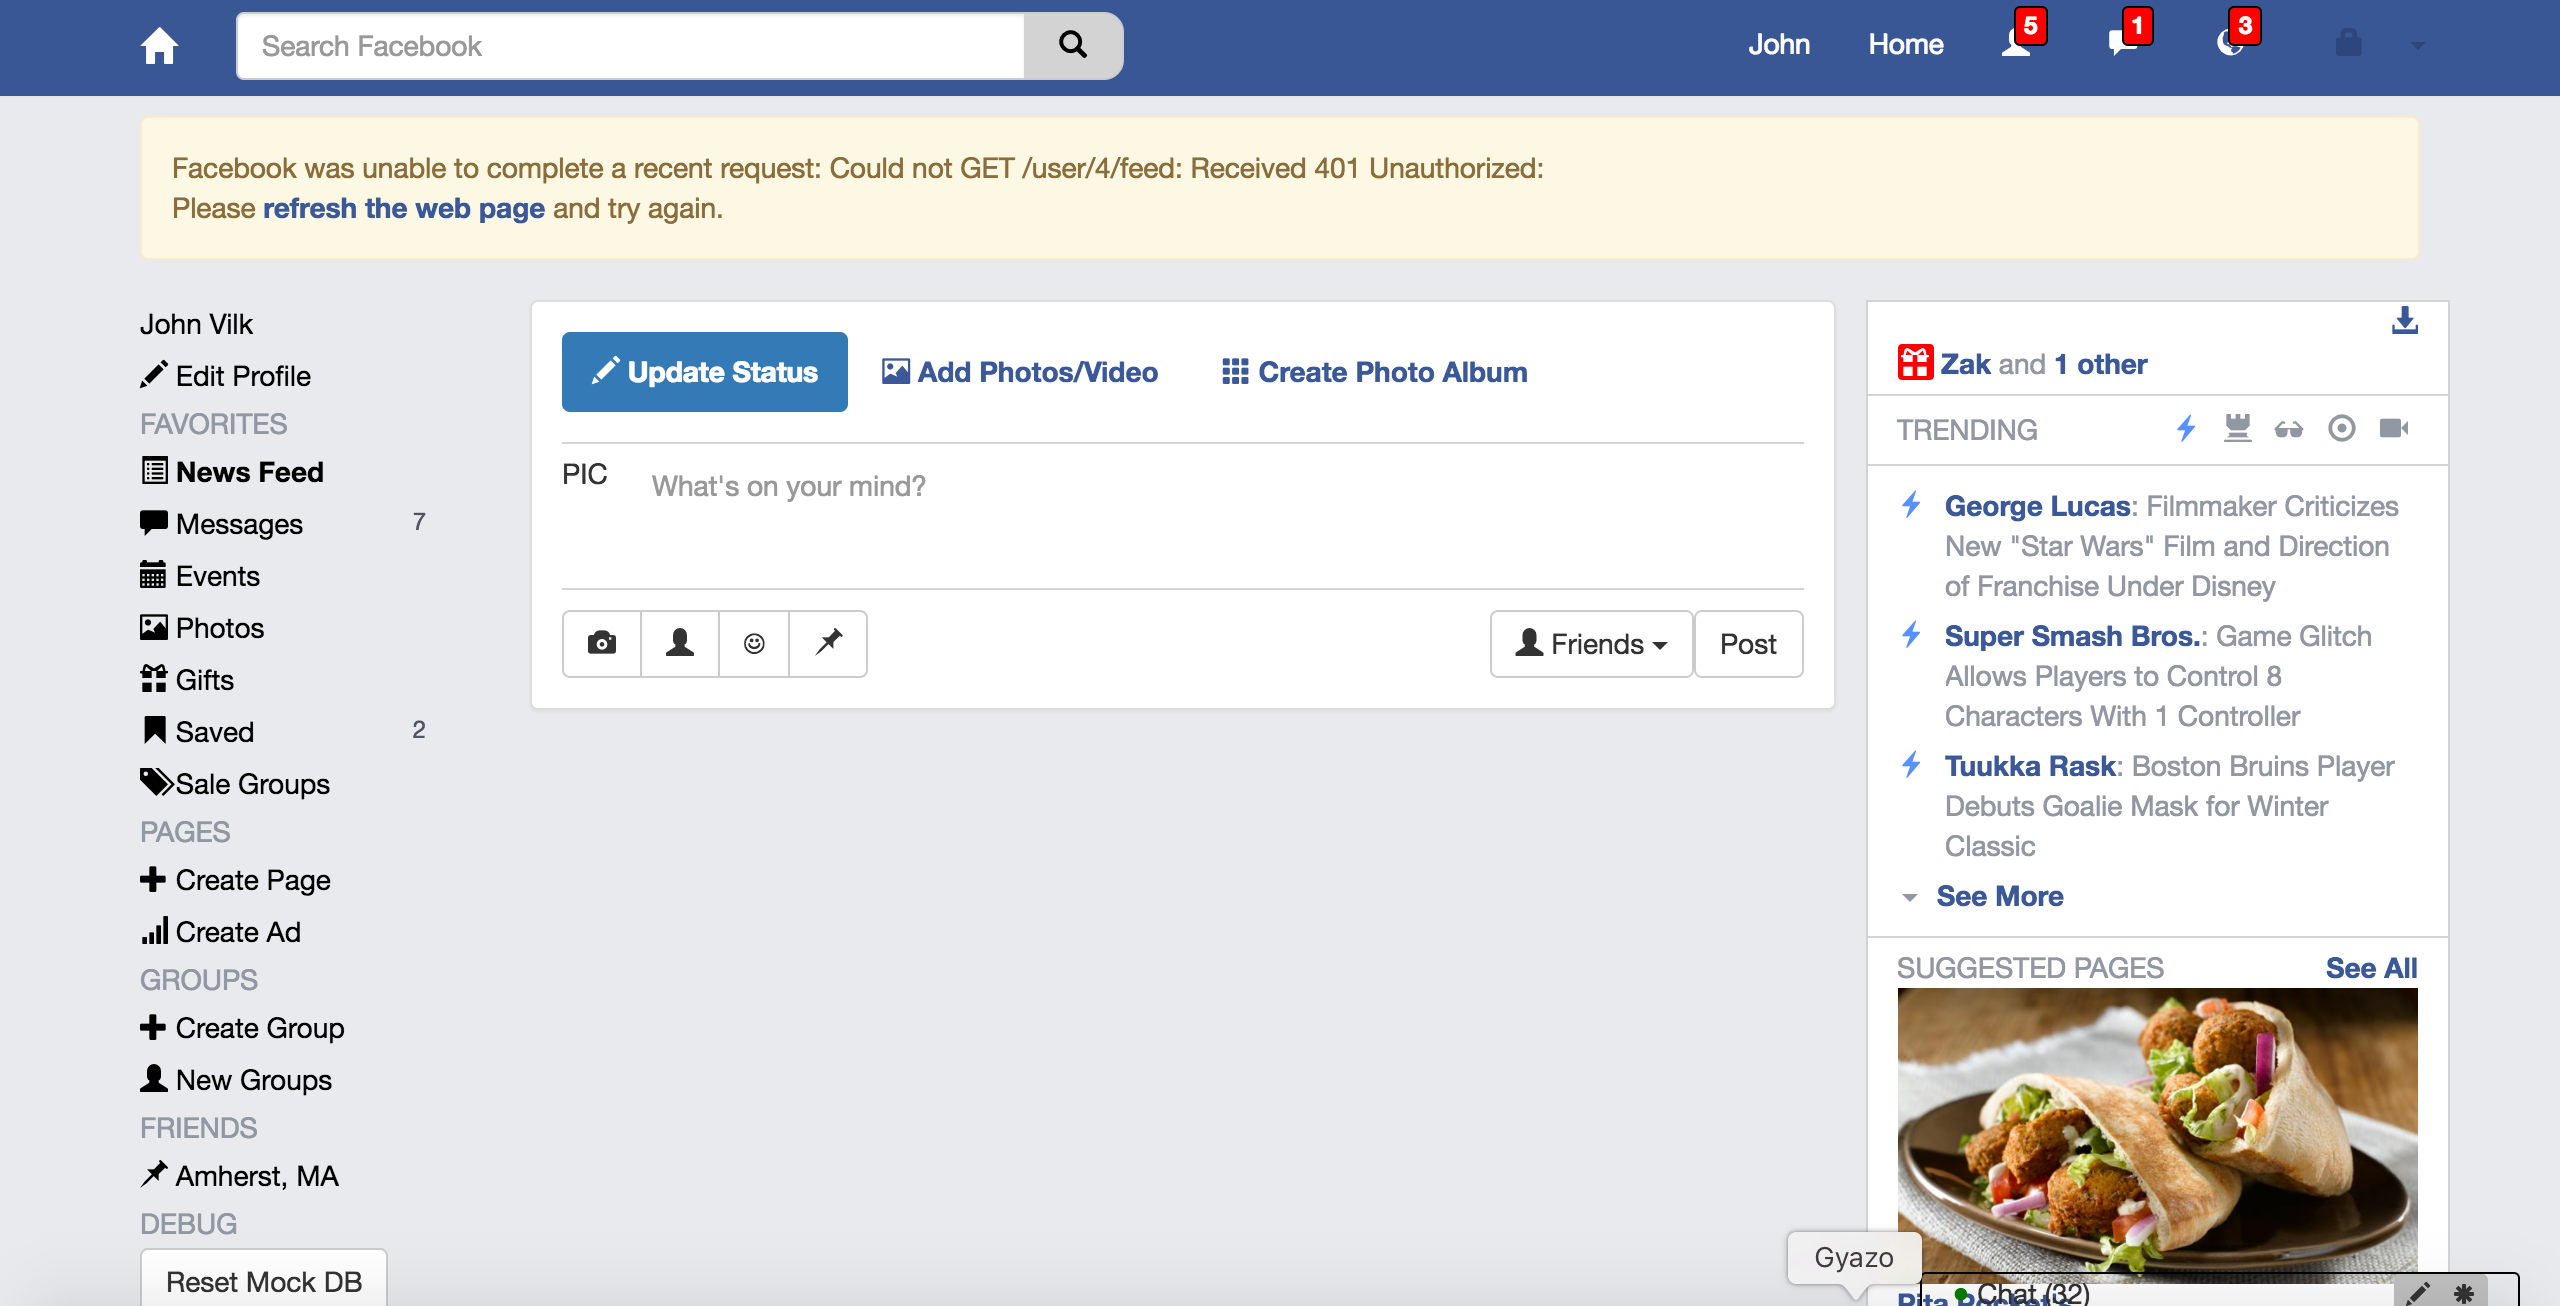 Search Facebook
John
Home
5
1
3
Facebook was unable to complete a recent request: Could not GET /user/4/feed: Received 401 Unauthorized:
Please refresh the web page and try again.
John Vilk
Edit Profile
FAVORITES
News Feed
Messages 7
Events
Photos
Gifts
Saved 2
Sale Groups
PAGES
Create Page
Create Ad
GROUPS
Create Group
New Groups
FRIENDS
Amherst, MA
DEBUG
Reset Mock DB
Update Status
Add Photos/Video
Create Photo Album
PIC
What's on your mind?
Friends
Post
Zak and 1 other
TRENDING
George Lucas: Filmmaker Criticizes
New "Star Wars" Film and Direction
of Franchise Under Disney
Super Smash Bros.: Game Glitch
Allows Players to Control 8
Characters With 1 Controller
Tuukka Rask: Boston Bruins Player
Debuts Goalie Mask for Winter
Classic
See More
SUGGESTED PAGES
See All
Gyazo
Chat (32)